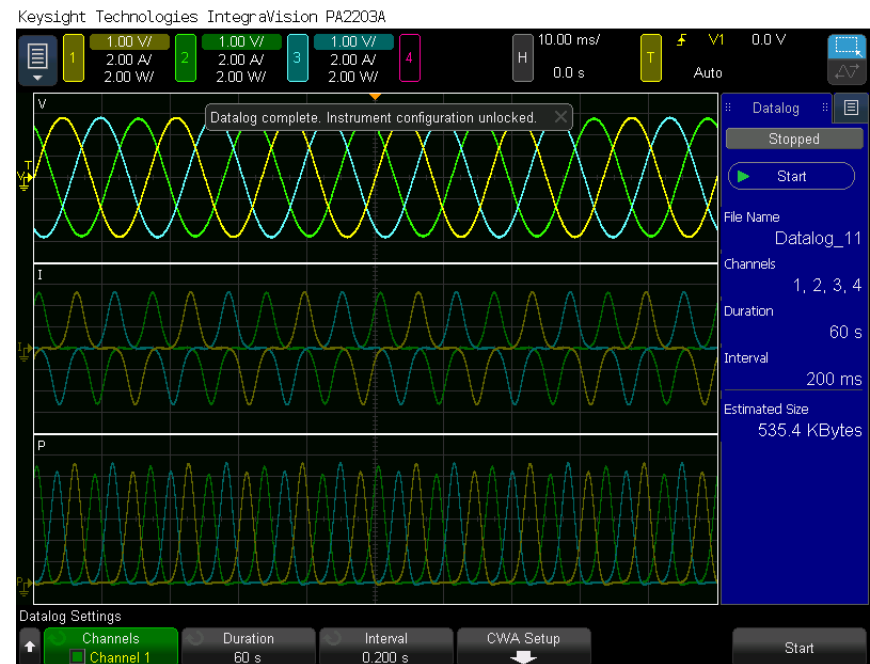 Keysight Technologies IntegraVision PA2203A
1 1.00 V/ 2.00 A/ 2.00 W/
2 1.00 V/ 2.00 A/ 2.00 W/
3 1.00 V/ 2.00 A/ 2.00 W/
4
H 10.00 ms/ 0.0 s
T V1 0.0 V Auto
V
Datalog complete. Instrument configuration unlocked.
T
V
I
I
P
P
Datalog
Stopped
Start
File Name
Datalog_11
Channels
1, 2, 3, 4
Duration
60 s
Interval
200 ms
Estimated Size
535.4 KBytes
Datalog Settings
Channels
Channel 1
Duration
60 s
Interval
0.200 s
CWA Setup
Start